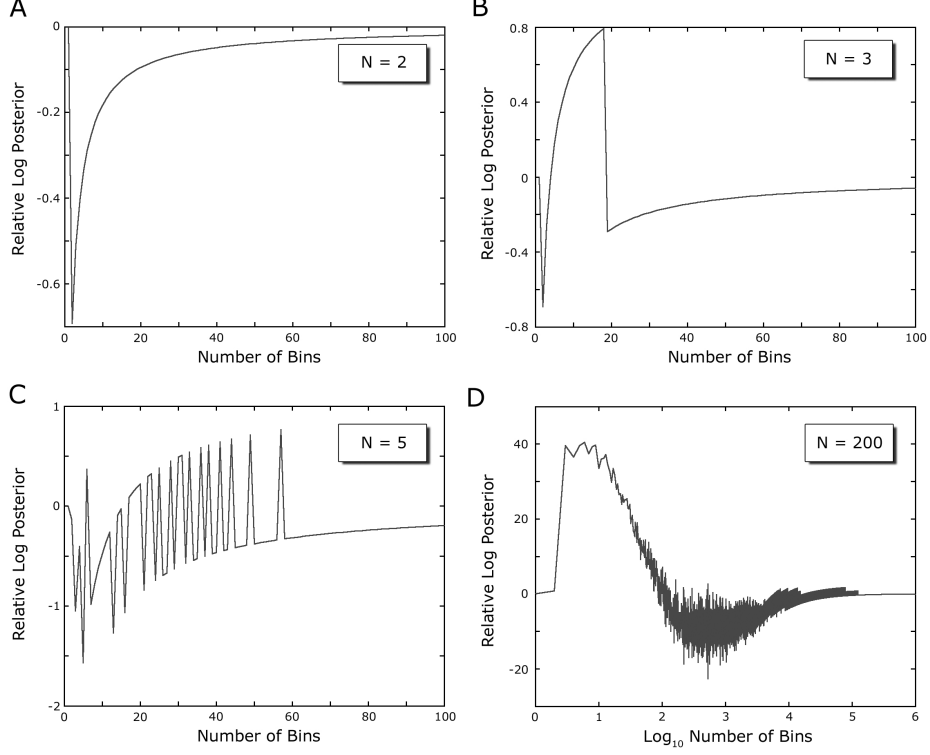 A
B
0
-0.2
-0.4
-0.6
Relative Log Posterior
N = 2
0 20 40 60 80 100
Number of Bins
0.8
0.4
0
-0.4
-0.8
Relative Log Posterior
N = 3
0 20 40 60 80 100
Number of Bins
C
D
1
0
-1
-2
Relative Log Posterior
N = 5
0 20 40 60 80 100
Number of Bins
40
20
0
-20
Relative Log Posterior
N = 200
0 1 2 3 4 5 6
Log10 Number of Bins